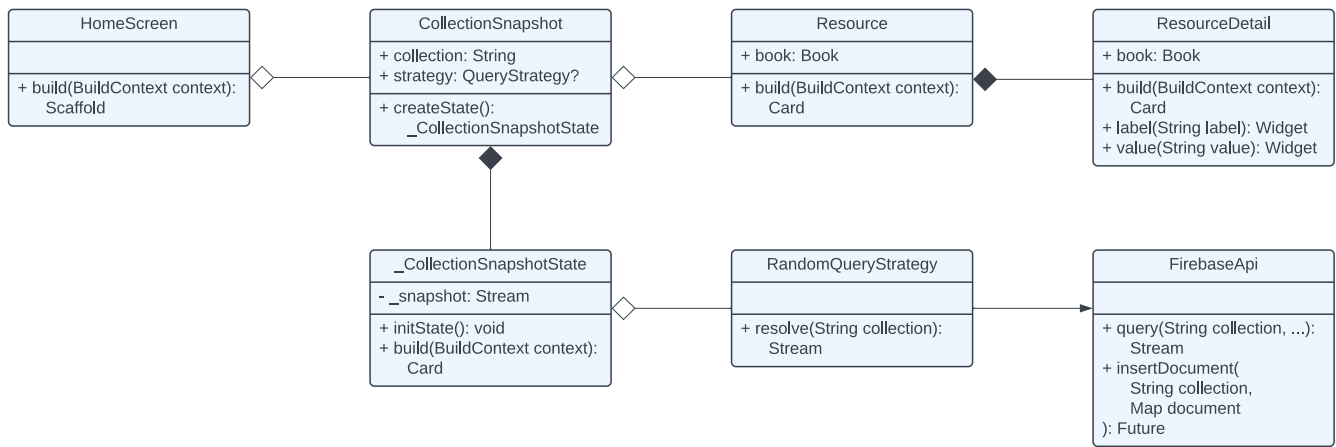 HomeScreen
+ build(BuildContext context):
Scaffold
CollectionSnapshot
+ collection: String
+ strategy: QueryStrategy?
+ createState():
_CollectionSnapshotState
Resource
+ book: Book
+ build(BuildContext context):
Card
ResourceDetail
+ book: Book
+ build(BuildContext context):
Card
+ label(String label): Widget
+ value(String value): Widget
_CollectionSnapshotState
- _snapshot: Stream
+ initState(): void
+ build(BuildContext context):
Card
RandomQueryStrategy
+ resolve(String collection):
Stream
FirebaseApi
+ query(String collection, ...):
Stream
+ insertDocument(
String collection,
Map document
): Future